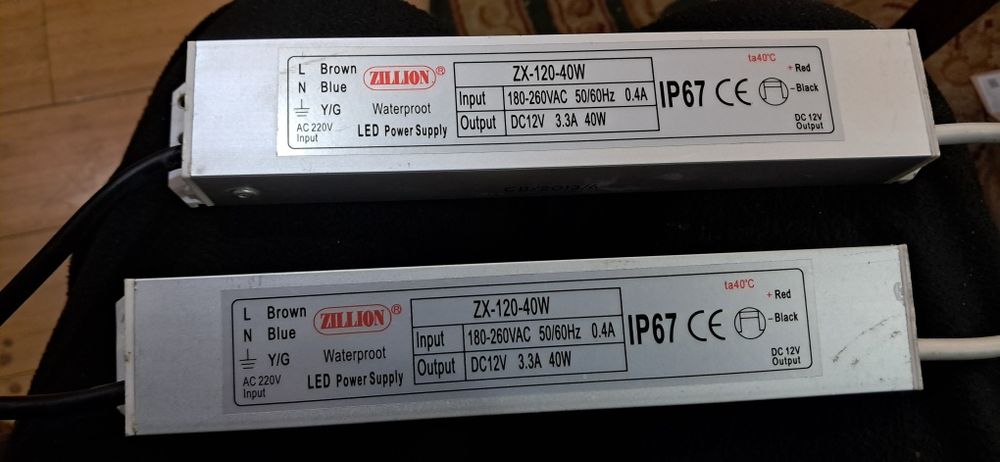 L Brown
N Blue
Y/G
AC 220V
Input
ZILLION®
Waterproot
LED Power Supply
ZX-120-40W
Input 180-260VAC 50/60Hz 0.4A
Output DC12V 3.3A 40W
IP67 CE
ta40℃
+ Red
-Black
DC 12V
Output
L Brown
N Blue
Y/G
AC 220V
Input
ZILLION®
Waterproot
LED Power Supply
ZX-120-40W
Input 180-260VAC 50/60Hz 0.4A
Output DC12V 3.3A 40W
IP67 CE
ta40℃
+ Red
-Black
DC 12V
Output